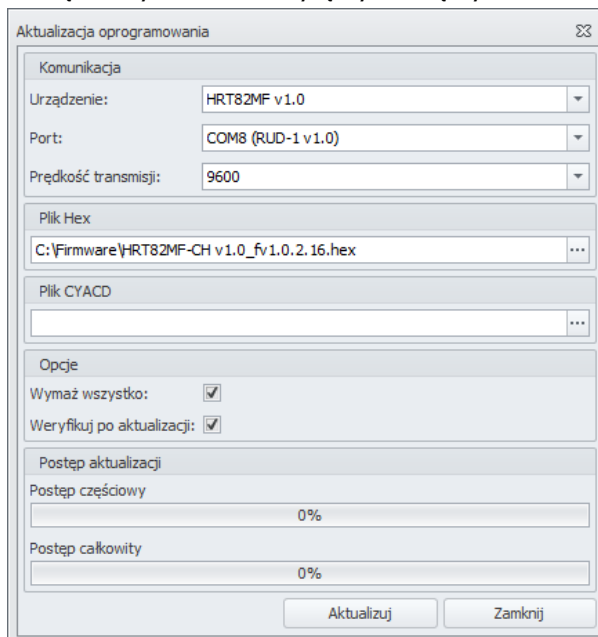 Aktualizacja oprogramowania
Komunikacja
Urządzenie: HRT82MF v1.0
Port: COM8 (RUD-1 v1.0)
Prędkość transmisji: 9600
Plik Hex
C:\Firmware\HRT82MF-CH v1.0_fv1.0.2.16.hex
Plik CYACD
Opcje
Wymaż wszystko:
Weryfikuj po aktualizacji:
Postęp aktualizacji
Postęp częściowy
0%
Postęp całkowity
0%
Aktualizuj Zamknij